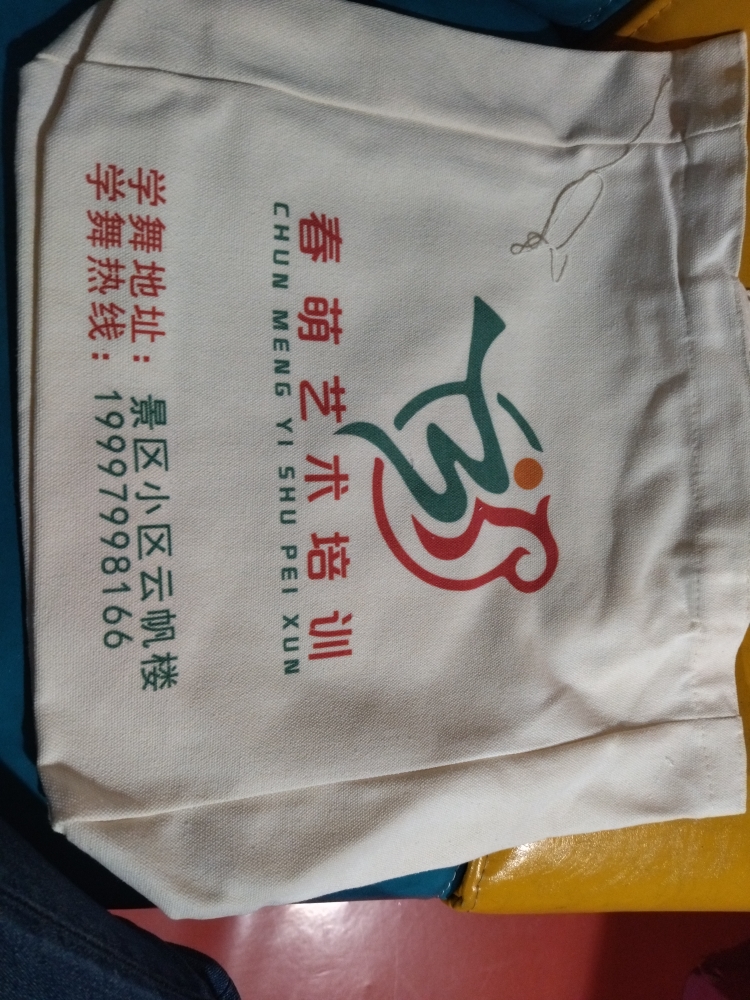 春萌艺术培训
CHUN MENG YI SHU PEI XUN
学舞地址：景区小区云帆楼
学舞热线：19997998166